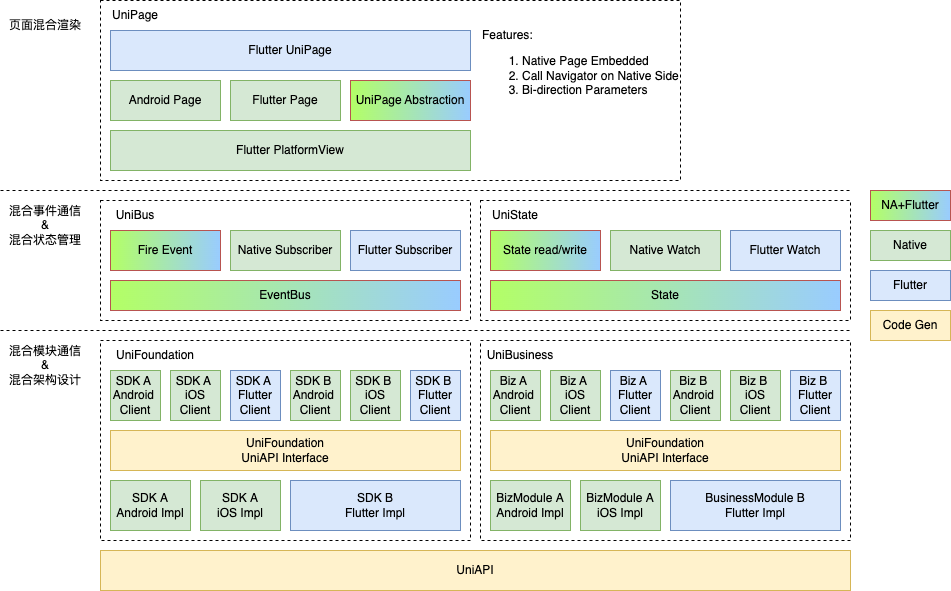 页面混合渲染
UniPage
Flutter UniPage
Android Page
Flutter Page
UniPage Abstraction
Flutter PlatformView
Features:
1. Native Page Embedded
2. Call Navigator on Native Side
3. Bi-direction Parameters
混合事件通信
&
混合状态管理
UniBus
Fire Event
Native Subscriber
Flutter Subscriber
EventBus
UniState
State read/write
Native Watch
Flutter Watch
State
NA+Flutter
Native
Flutter
Code Gen
混合模块通信
&
混合架构设计
UniFoundation
SDK A
Android
Client
SDK A
iOS
Client
SDK A
Flutter
Client
SDK B
Android
Client
SDK B
iOS
Client
SDK B
Flutter
Client
UniFoundation
UniAPI Interface
SDK A
Android Impl
SDK A
iOS Impl
SDK B
Flutter Impl
UniBusiness
Biz A
Android
Client
Biz A
iOS
Client
Biz A
Flutter
Client
Biz B
Android
Client
Biz B
iOS
Client
Biz B
Flutter
Client
UniFoundation
UniAPI Interface
BizModule A
Android Impl
BizModule A
iOS Impl
BusinessModule B
Flutter Impl
UniAPI